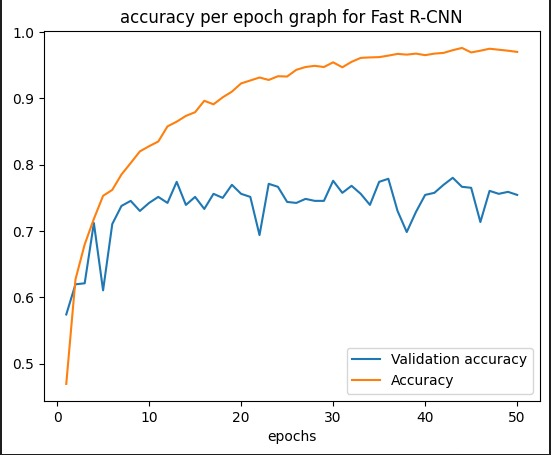 accuracy per epoch graph for Fast R-CNN
1.0
0.9
0.8
0.7
0.6
0.5
Validation accuracy
Accuracy
0 10 20 30 40 50
epochs